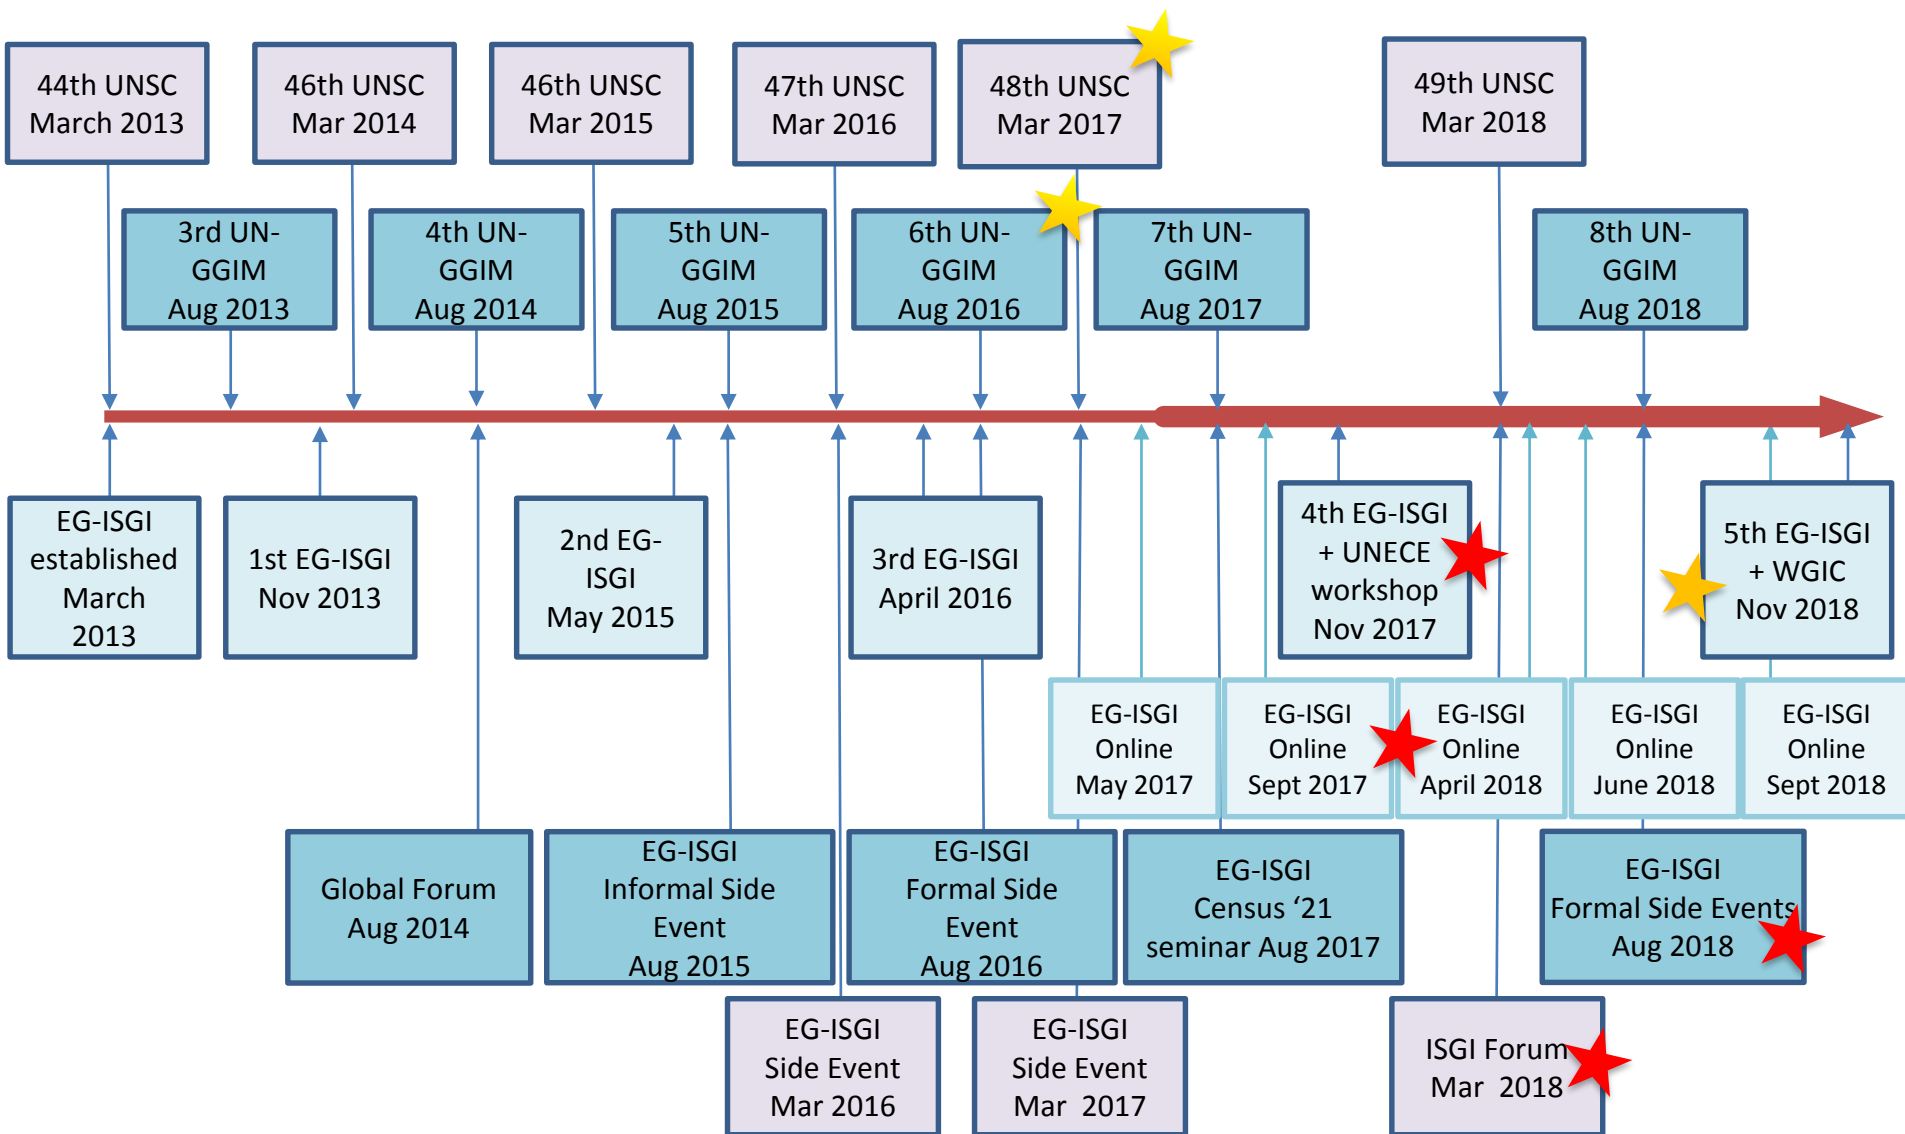 44th UNSC
March 2013
46th UNSC
Mar 2014
46th UNSC
Mar 2015
47th UNSC
Mar 2016
48th UNSC
Mar 2017
49th UNSC
Mar 2018
3rd UN-
GGIM
Aug 2013
4th UN-
GGIM
Aug 2014
5th UN-
GGIM
Aug 2015
6th UN-
GGIM
Aug 2016
7th UN-
GGIM
Aug 2017
8th UN-
GGIM
Aug 2018
EG-ISGI
established
March
2013
1st EG-ISGI
Nov 2013
2nd EG-
ISGI
May 2015
3rd EG-ISGI
April 2016
4th EG-ISGI
+ UNECE
workshop
Nov 2017
5th EG-ISGI
+ WGIC
Nov 2018
EG-ISGI
Online
May 2017
EG-ISGI
Online
Sept 2017
EG-ISGI
Online
April 2018
EG-ISGI
Online
June 2018
EG-ISGI
Online
Sept 2018
Global Forum
Aug 2014
EG-ISGI
Informal Side
Event
Aug 2015
EG-ISGI
Formal Side
Event
Aug 2016
EG-ISGI
Census ‘21
seminar Aug 2017
EG-ISGI
Formal Side Events
Aug 2018
EG-ISGI
Side Event
Mar 2016
EG-ISGI
Side Event
Mar 2017
ISGI Forum
Mar 2018